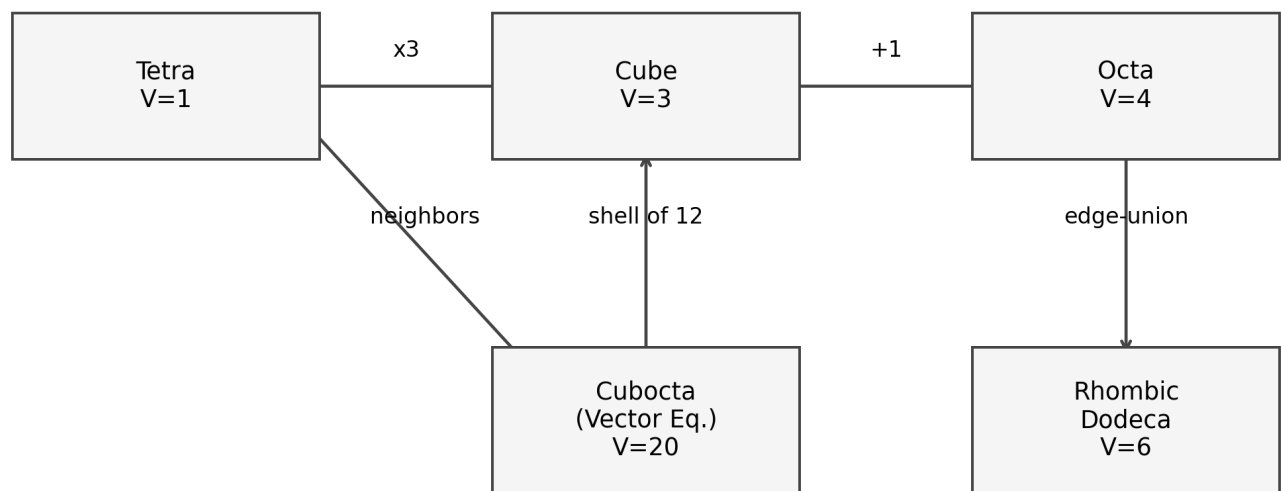 Tetra
V=1
x3
Cube
V=3
+1
Octa
V=4
neighbors
shell of 12
edge-union
Cubocta
(Vector Eq.)
V=20
Rhombic
Dodeca
V=6